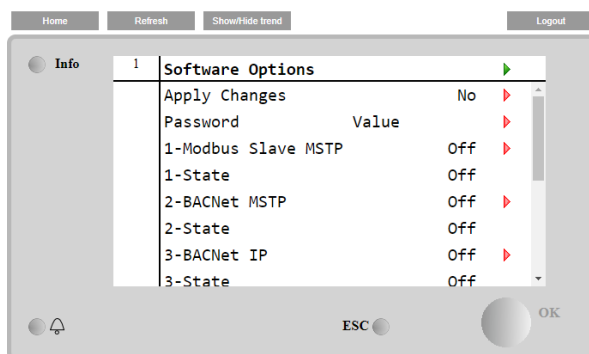 Home Refresh Show/Hide trend Logout
Info
1 Software Options
Apply Changes No
Password Value
1-Modbus Slave MSTP Off
1-State Off
2-BACNet MSTP Off
2-State Off
3-BACNet IP Off
3-State Off
ESC OK